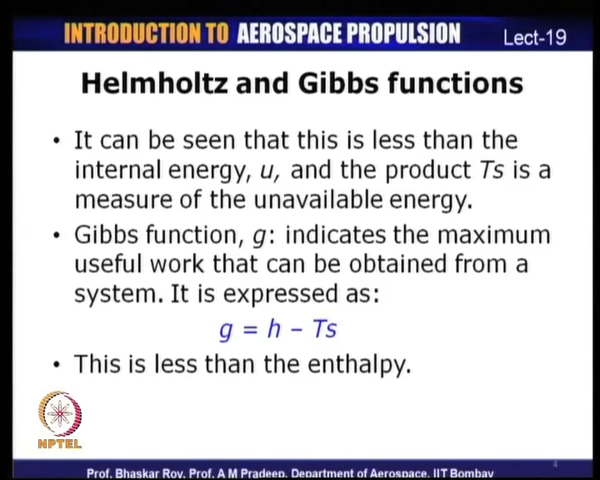 INTRODUCTION TO AEROSPACE PROPULSION Lect-19
Helmholtz and Gibbs functions
• It can be seen that this is less than the
internal energy, u, and the product Ts is a
measure of the unavailable energy.
• Gibbs function, g: indicates the maximum
useful work that can be obtained from a
system. It is expressed as:
g = h – Ts
• This is less than the enthalpy.
NPTEL
4
Prof. Bhaskar Roy, Prof. A M Pradeep, Department of Aerospace, IIT Bombay